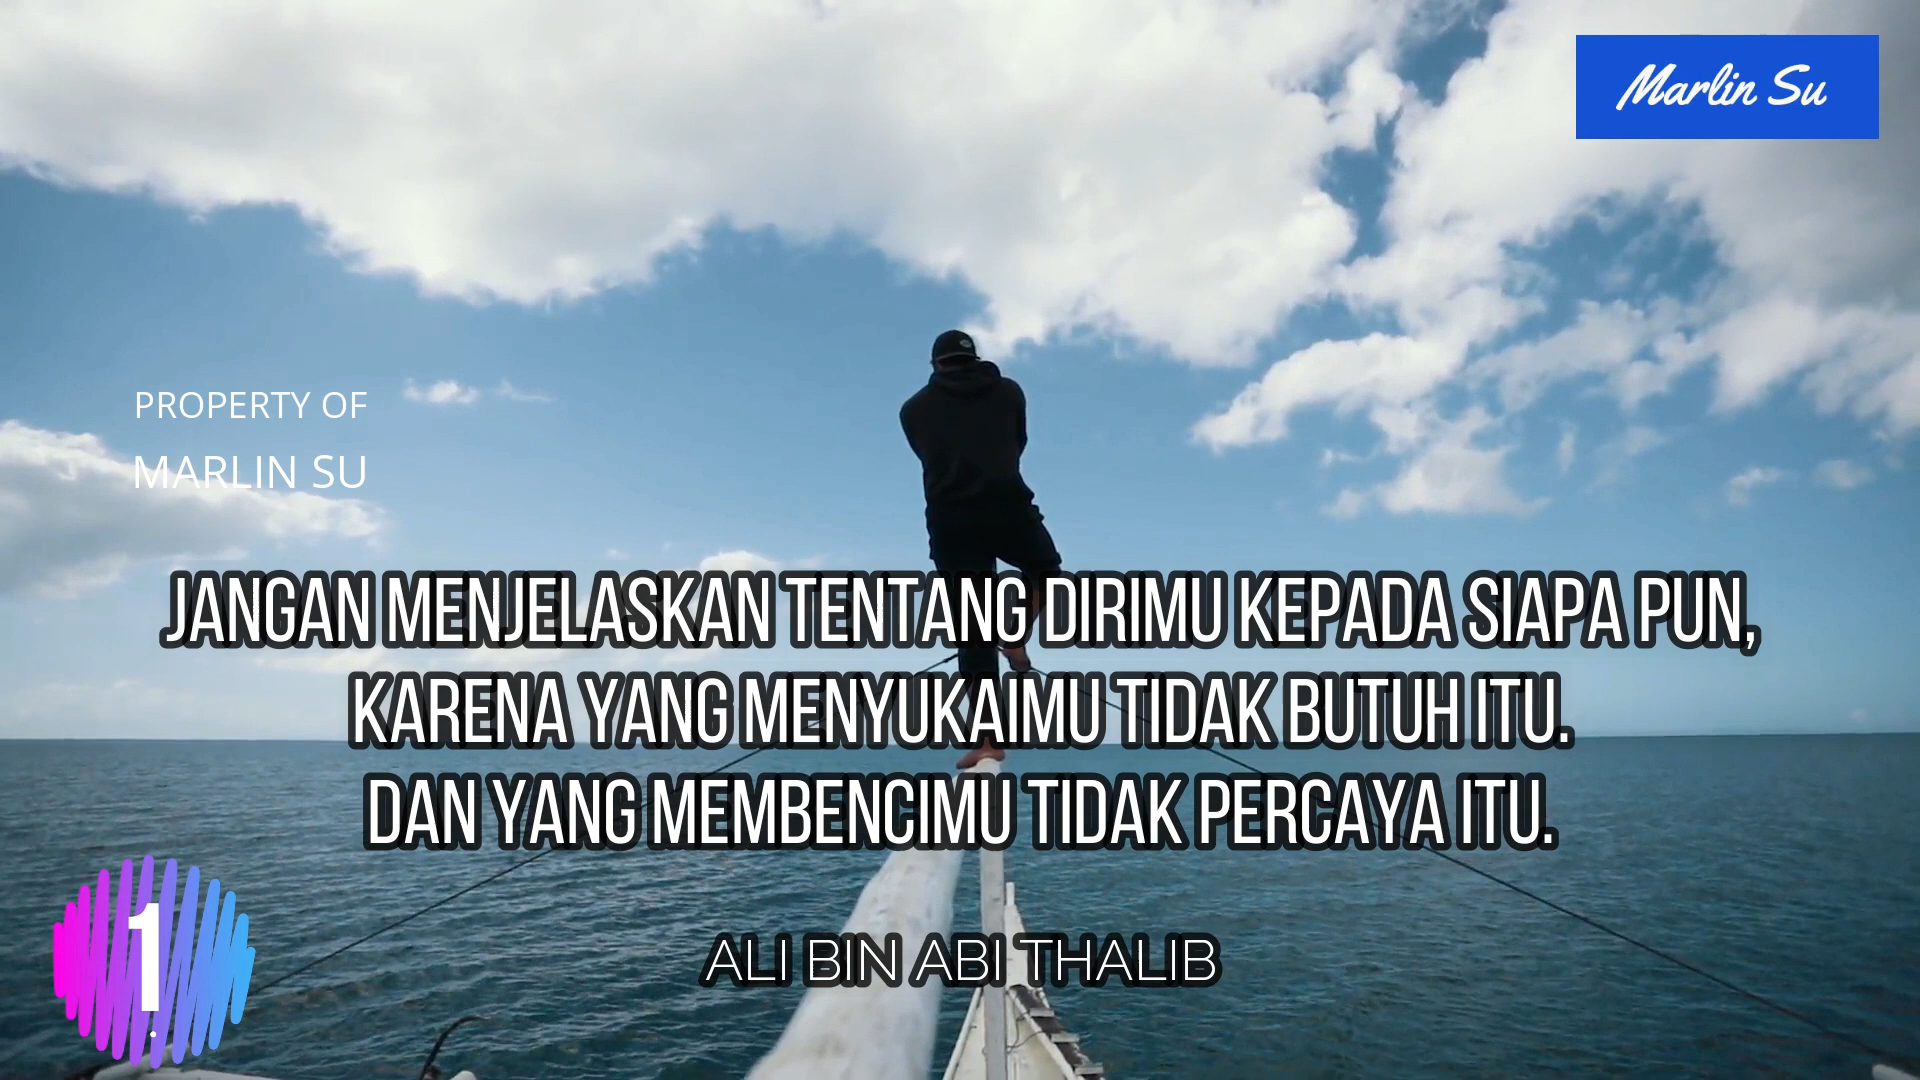 Marlin Su
PROPERTY OF
MARLIN SU
JANGAN MENJELASKAN TENTANG DIRIMU KEPADA SIAPA PUN,
KARENA YANG MENYUKAIMU TIDAK BUTUH ITU.
DAN YANG MEMBENCIMU TIDAK PERCAYA ITU.
1
ALI BIN ABI THALIB